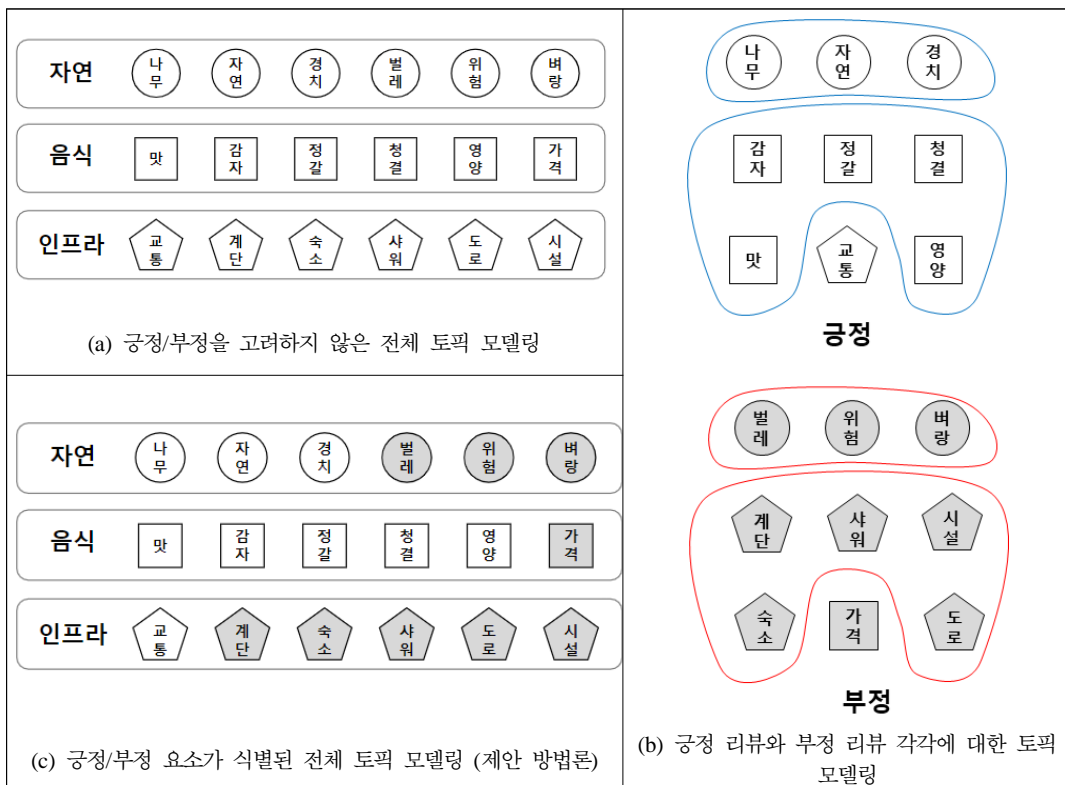 자연 나무 자연 경치 벌레 위험 벼랑
음식 맛 감자 정갈 청결 영양 가격
인프라 교통 계단 숙소 샤워 도로 시설
(a) 긍정/부정을 고려하지 않은 전체 토픽 모델링
자연 나무 자연 경치 벌레 위험 벼랑
음식 맛 감자 정갈 청결 영양 가격
인프라 교통 계단 숙소 샤워 도로 시설
(c) 긍정/부정 요소가 식별된 전체 토픽 모델링 (제안 방법론)
나무 자연 경치
감자 정갈 청결
맛 교통 영양
긍정
벌레 위험 벼랑
계단 샤워 시설
숙소 가격 도로
부정
(b) 긍정 리뷰와 부정 리뷰 각각에 대한 토픽
모델링